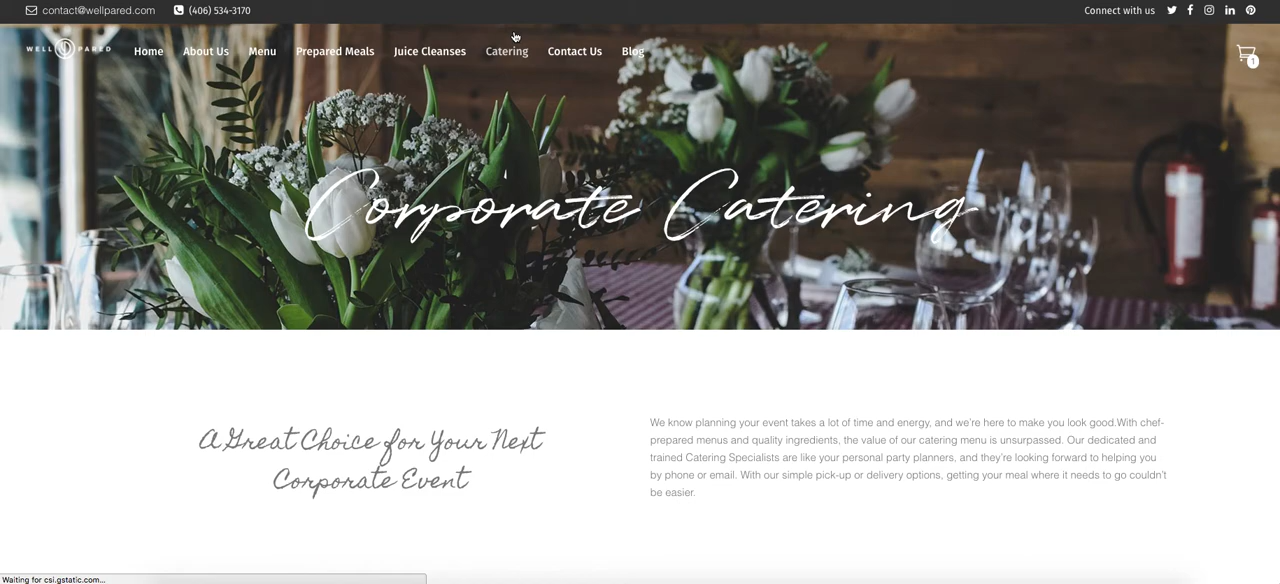 contact@wellpared.com (406) 534-3170 Connect with us
WELL PARED Home About Us Menu Prepared Meals Juice Cleanses Catering Contact Us Blog
1
Corporate Catering
A Great Choice for Your Next
Corporate Event
We know planning your event takes a lot of time and energy, and we're here to make you look good.With chef-
prepared menus and quality ingredients, the value of our catering menu is unsurpassed. Our dedicated and
trained Catering Specialists are like your personal party planners, and they're looking forward to helping you
by phone or email. With our simple pick-up or delivery options, getting your meal where it needs to go couldn't
be easier.
Waiting for csi.gstatic.com...